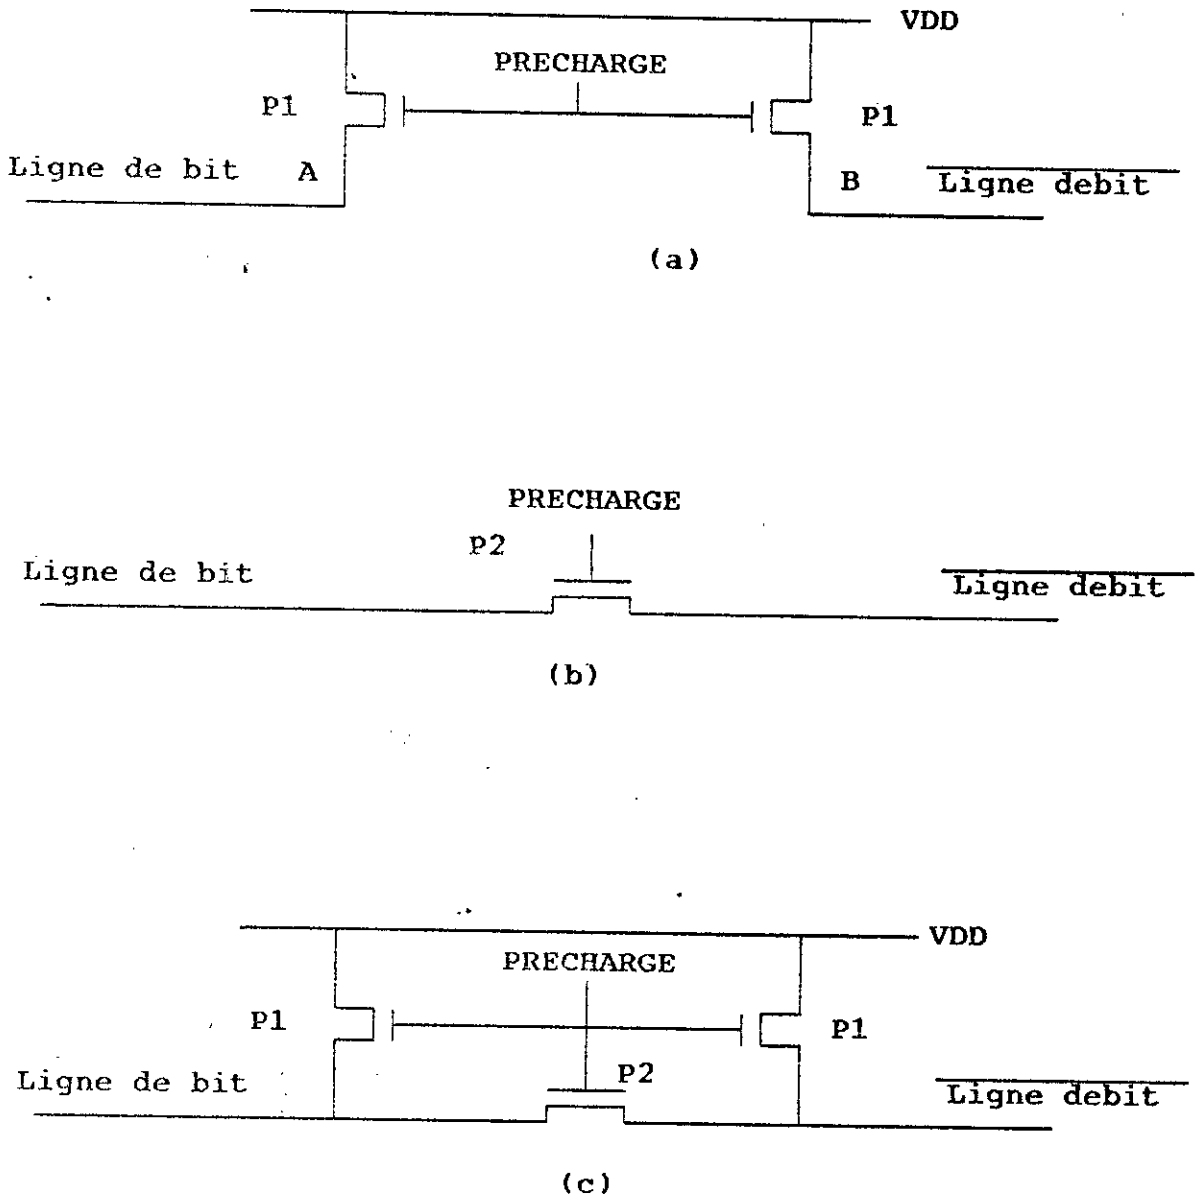 VDD
PRECHARGE
P1
P1
Ligne de bit A
B Ligne debit
(a)
PRECHARGE
P2
Ligne de bit
Ligne debit
(b)
VDD
PRECHARGE
P1
P1
P2
Ligne de bit
Ligne debit
(c)